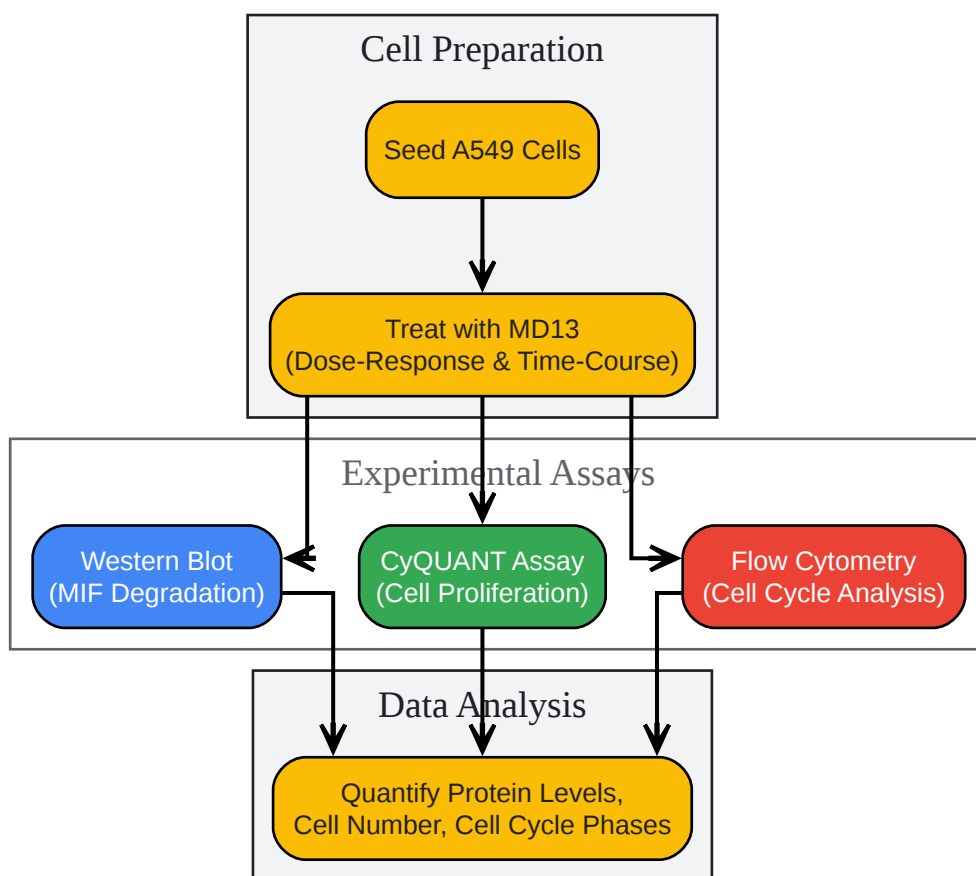 Cell Preparation
Seed A549 Cells
Treat with MD13
(Dose-Response & Time-Course)
Experimental Assays
Western Blot
(MIF Degradation)
CyQUANT Assay
(Cell Proliferation)
Flow Cytometry
(Cell Cycle Analysis)
Data Analysis
Quantify Protein Levels,
Cell Number, Cell Cycle Phases